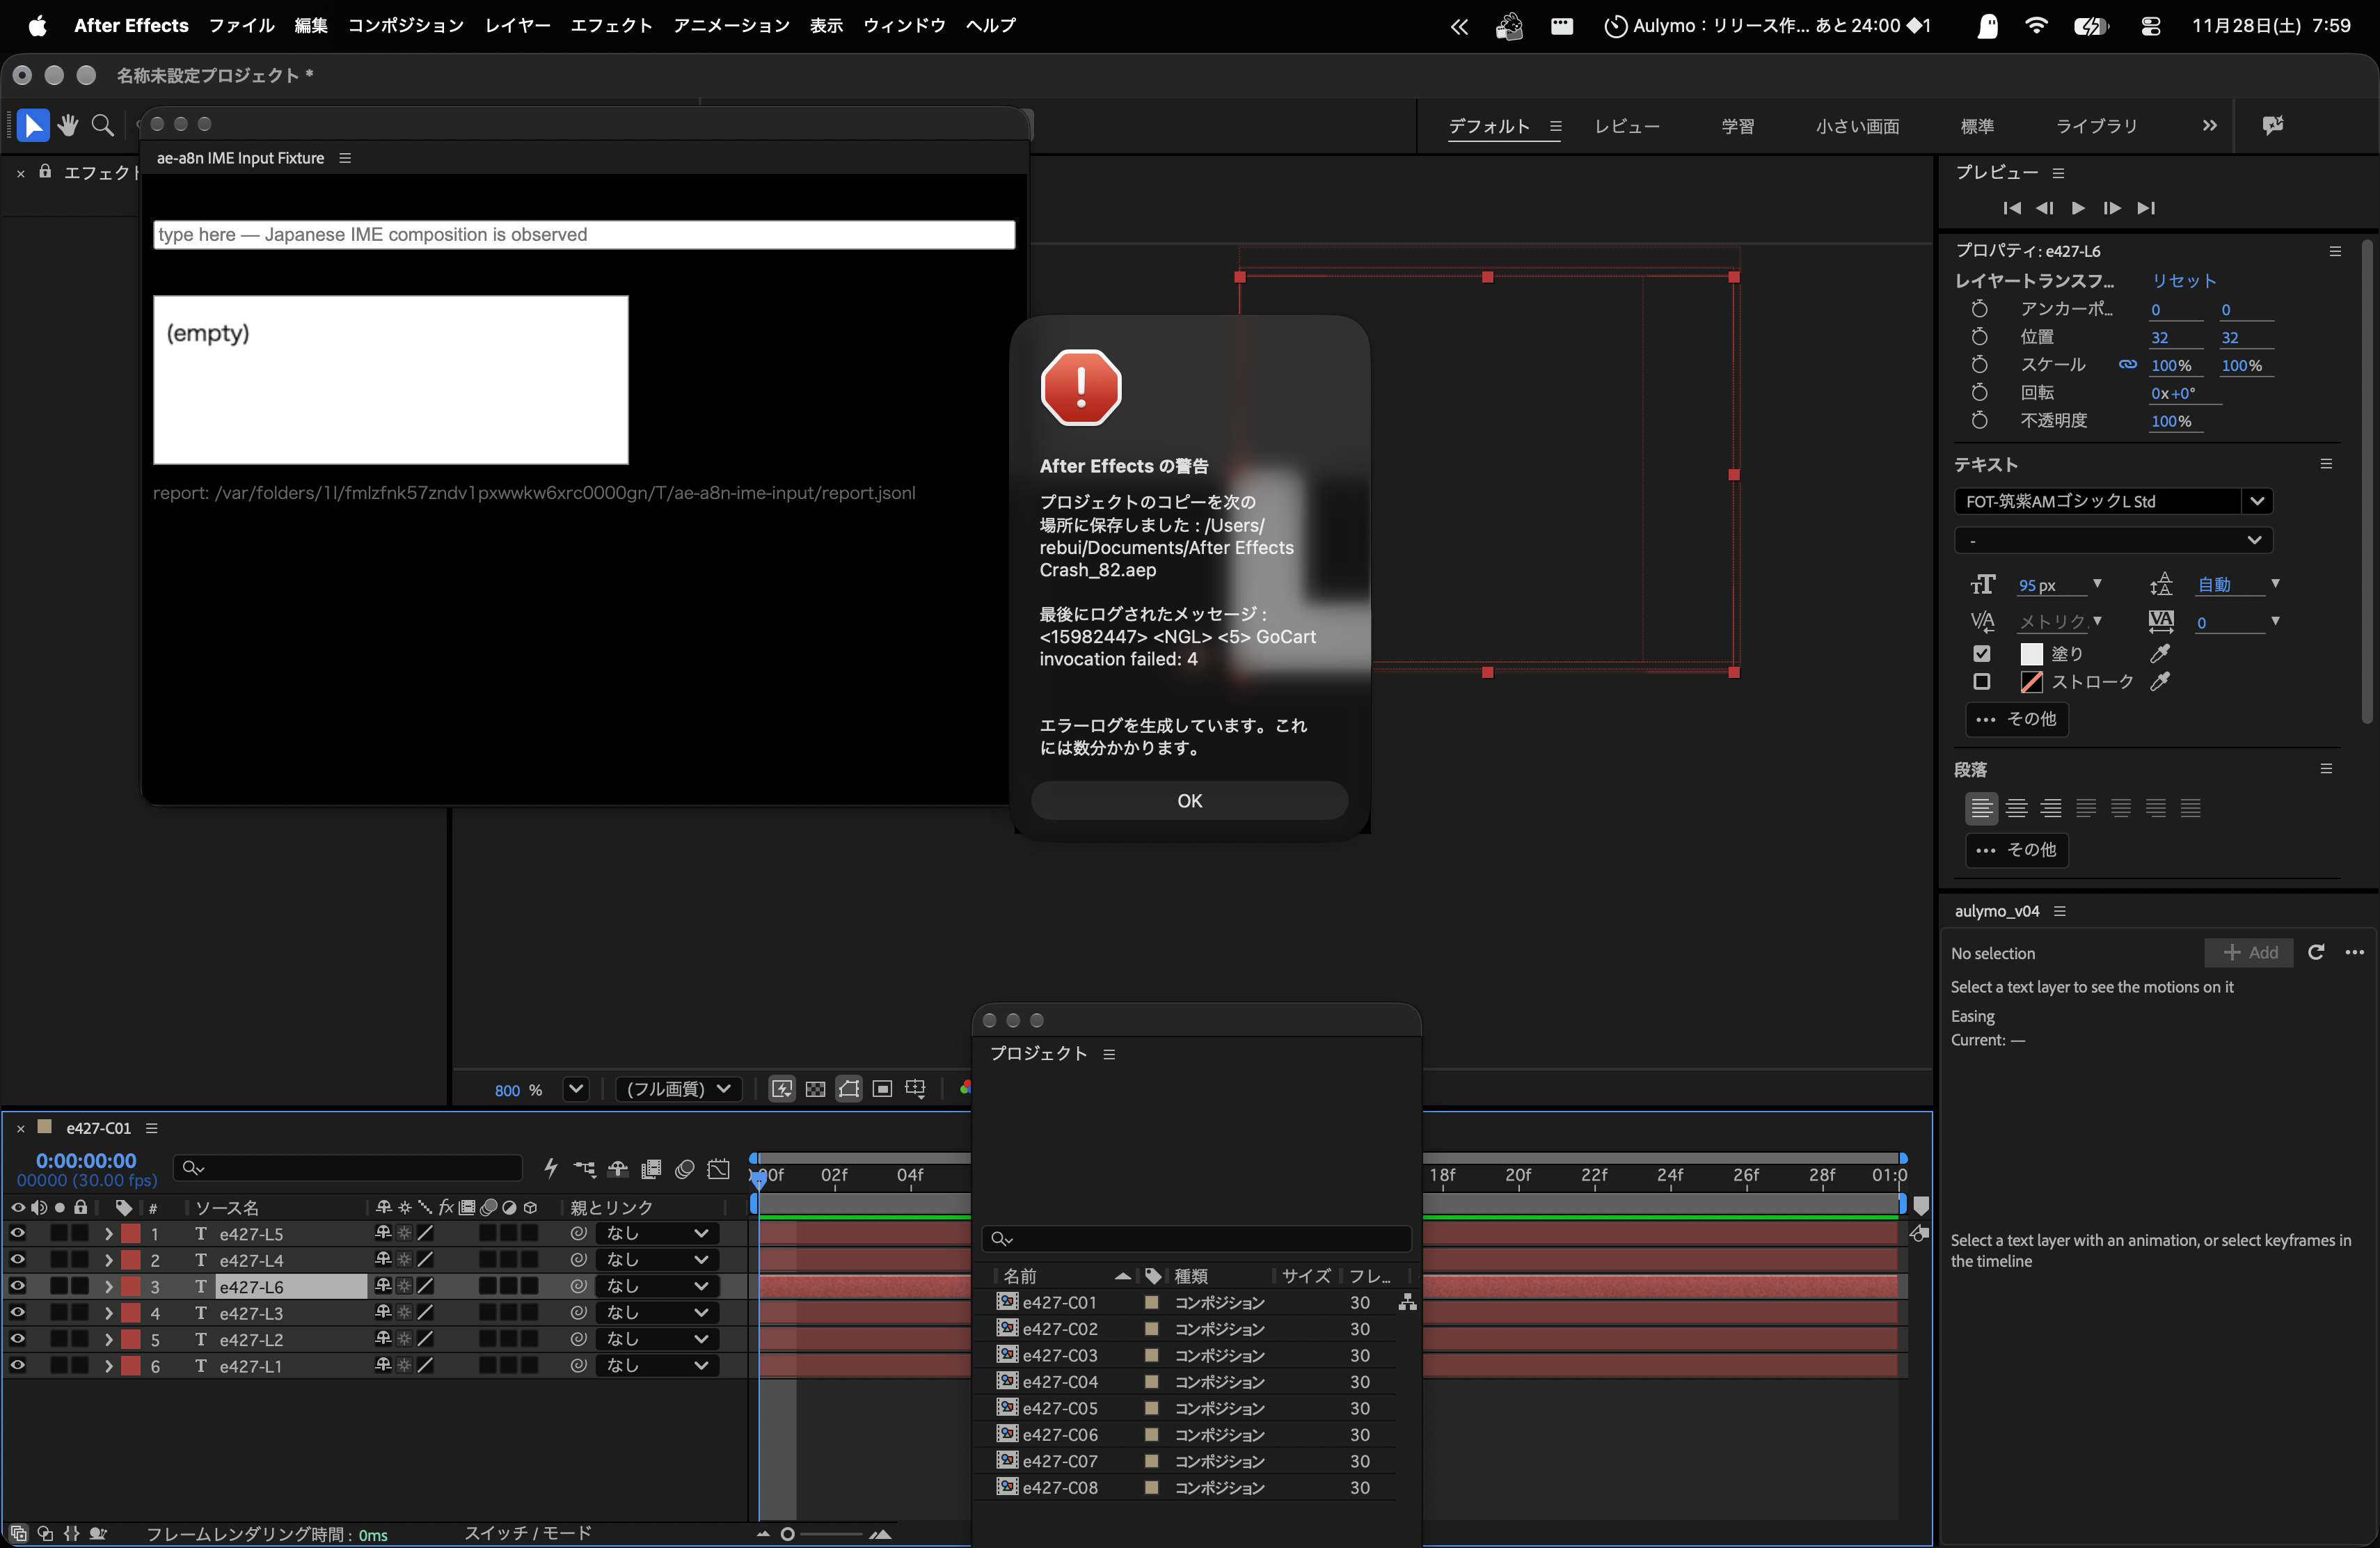 After Effects ファイル 編集 コンポジション レイヤー エフェクト アニメーション 表示 ウィンドウ ヘルプ
Aulymo：リリース作... あと24:00 ◆1
11月28日(土) 7:59
名称未設定プロジェクト *
デフォルト レビュー 学習 小さい画面 標準 ライブラリ
エフェクト
ae-a8n IME Input Fixture
type here — Japanese IME composition is observed
(empty)
report: /var/folders/1l/fmlzfnk57zndv1pxwwkw6xrc0000gn/T/ae-a8n-ime-input/report.jsonl
After Effects の警告
プロジェクトのコピーを次の
場所に保存しました : /Users/
rebui/Documents/After Effects
Crash_82.aep
最後にログされたメッセージ :
<15982447> <NGL> <5> GoCart
invocation failed: 4
エラーログを生成しています。これ
には数分かかります。
OK
プレビュー
プロパティ: e427-L6
レイヤートランスフ... リセット
アンカーポ... 0 0
位置 32 32
スケール 100% 100%
回転 0x+0°
不透明度 100%
テキスト
FOT-筑紫AMゴシックL Std
-
95 px 自動
メトリク 0
塗り
ストローク
その他
段落
その他
aulymo_v04
No selection
Add
Select a text layer to see the motions on it
Easing
Current: —
Select a text layer with an animation, or select keyframes in
the timeline
800 % (フル画質)
プロジェクト
名前 種類 サイズ フレ...
e427-C01 コンポジション 30
e427-C02 コンポジション 30
e427-C03 コンポジション 30
e427-C04 コンポジション 30
e427-C05 コンポジション 30
e427-C06 コンポジション 30
e427-C07 コンポジション 30
e427-C08 コンポジション 30
e427-C01
0:00:00:00
00000 (30.00 fps)
00f 02f 04f 18f 20f 22f 24f 26f 28f 01:0
# ソース名 fx 親とリンク
1 T e427-L5 なし
2 T e427-L4 なし
3 T e427-L6 なし
4 T e427-L3 なし
5 T e427-L2 なし
6 T e427-L1 なし
フレームレンダリング時間 : 0ms スイッチ / モード